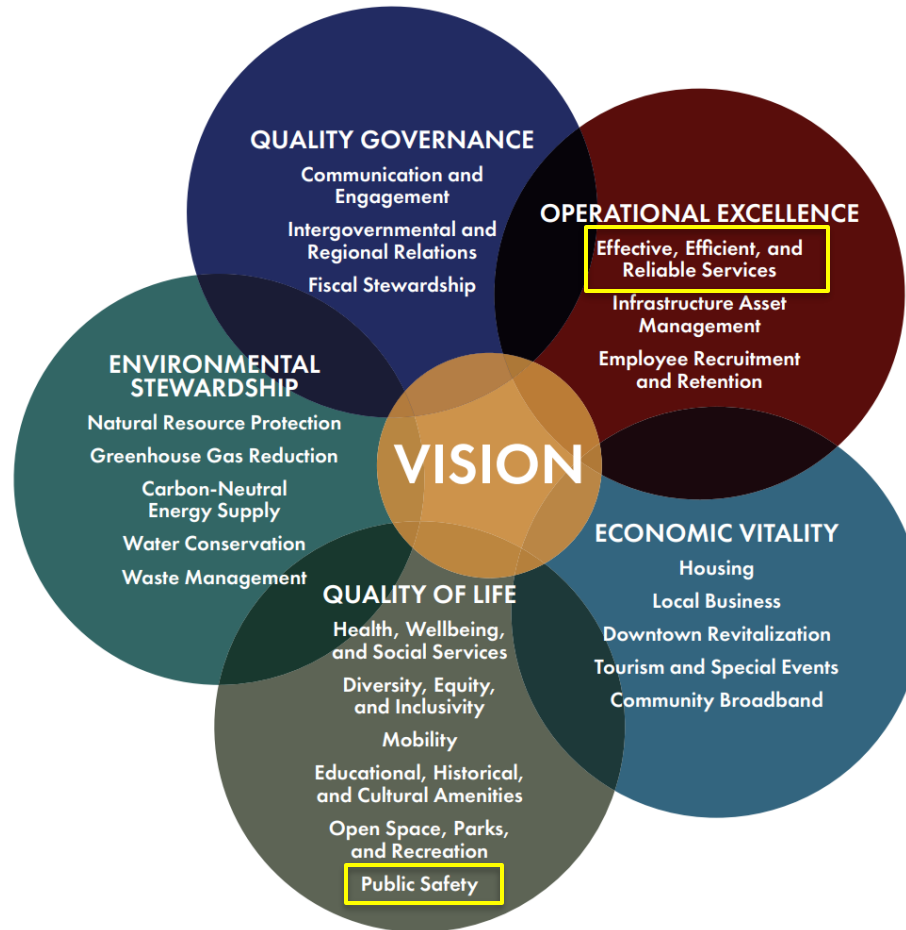 QUALITY GOVERNANCE
Communication and
Engagement
Intergovernmental and
Regional Relations
Fiscal Stewardship
OPERATIONAL EXCELLENCE
Effective, Efficient, and
Reliable Services
Infrastructure Asset
Management
Employee Recruitment
and Retention
ENVIRONMENTAL
STEWARDSHIP
Natural Resource Protection
Greenhouse Gas Reduction
Carbon-Neutral
Energy Supply
Water Conservation
Waste Management
VISION
ECONOMIC VITALITY
Housing
Local Business
Downtown Revitalization
Tourism and Special Events
Community Broadband
QUALITY OF LIFE
Health, Wellbeing,
and Social Services
Diversity, Equity,
and Inclusivity
Mobility
Educational, Historical,
and Cultural Amenities
Open Space, Parks,
and Recreation
Public Safety